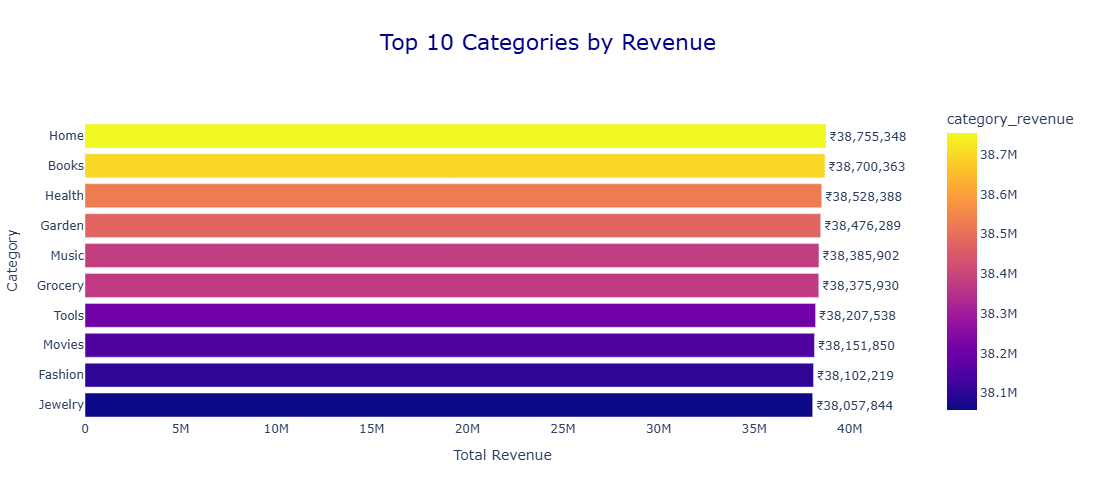 Top 10 Categories by Revenue
category_revenue
Home ₹38,755,348
Books ₹38,700,363
Health ₹38,528,388
Garden ₹38,476,289
Music ₹38,385,902
Grocery ₹38,375,930
Tools ₹38,207,538
Movies ₹38,151,850
Fashion ₹38,102,219
Jewelry ₹38,057,844
Category
0 5M 10M 15M 20M 25M 30M 35M 40M
Total Revenue
38.7M
38.6M
38.5M
38.4M
38.3M
38.2M
38.1M